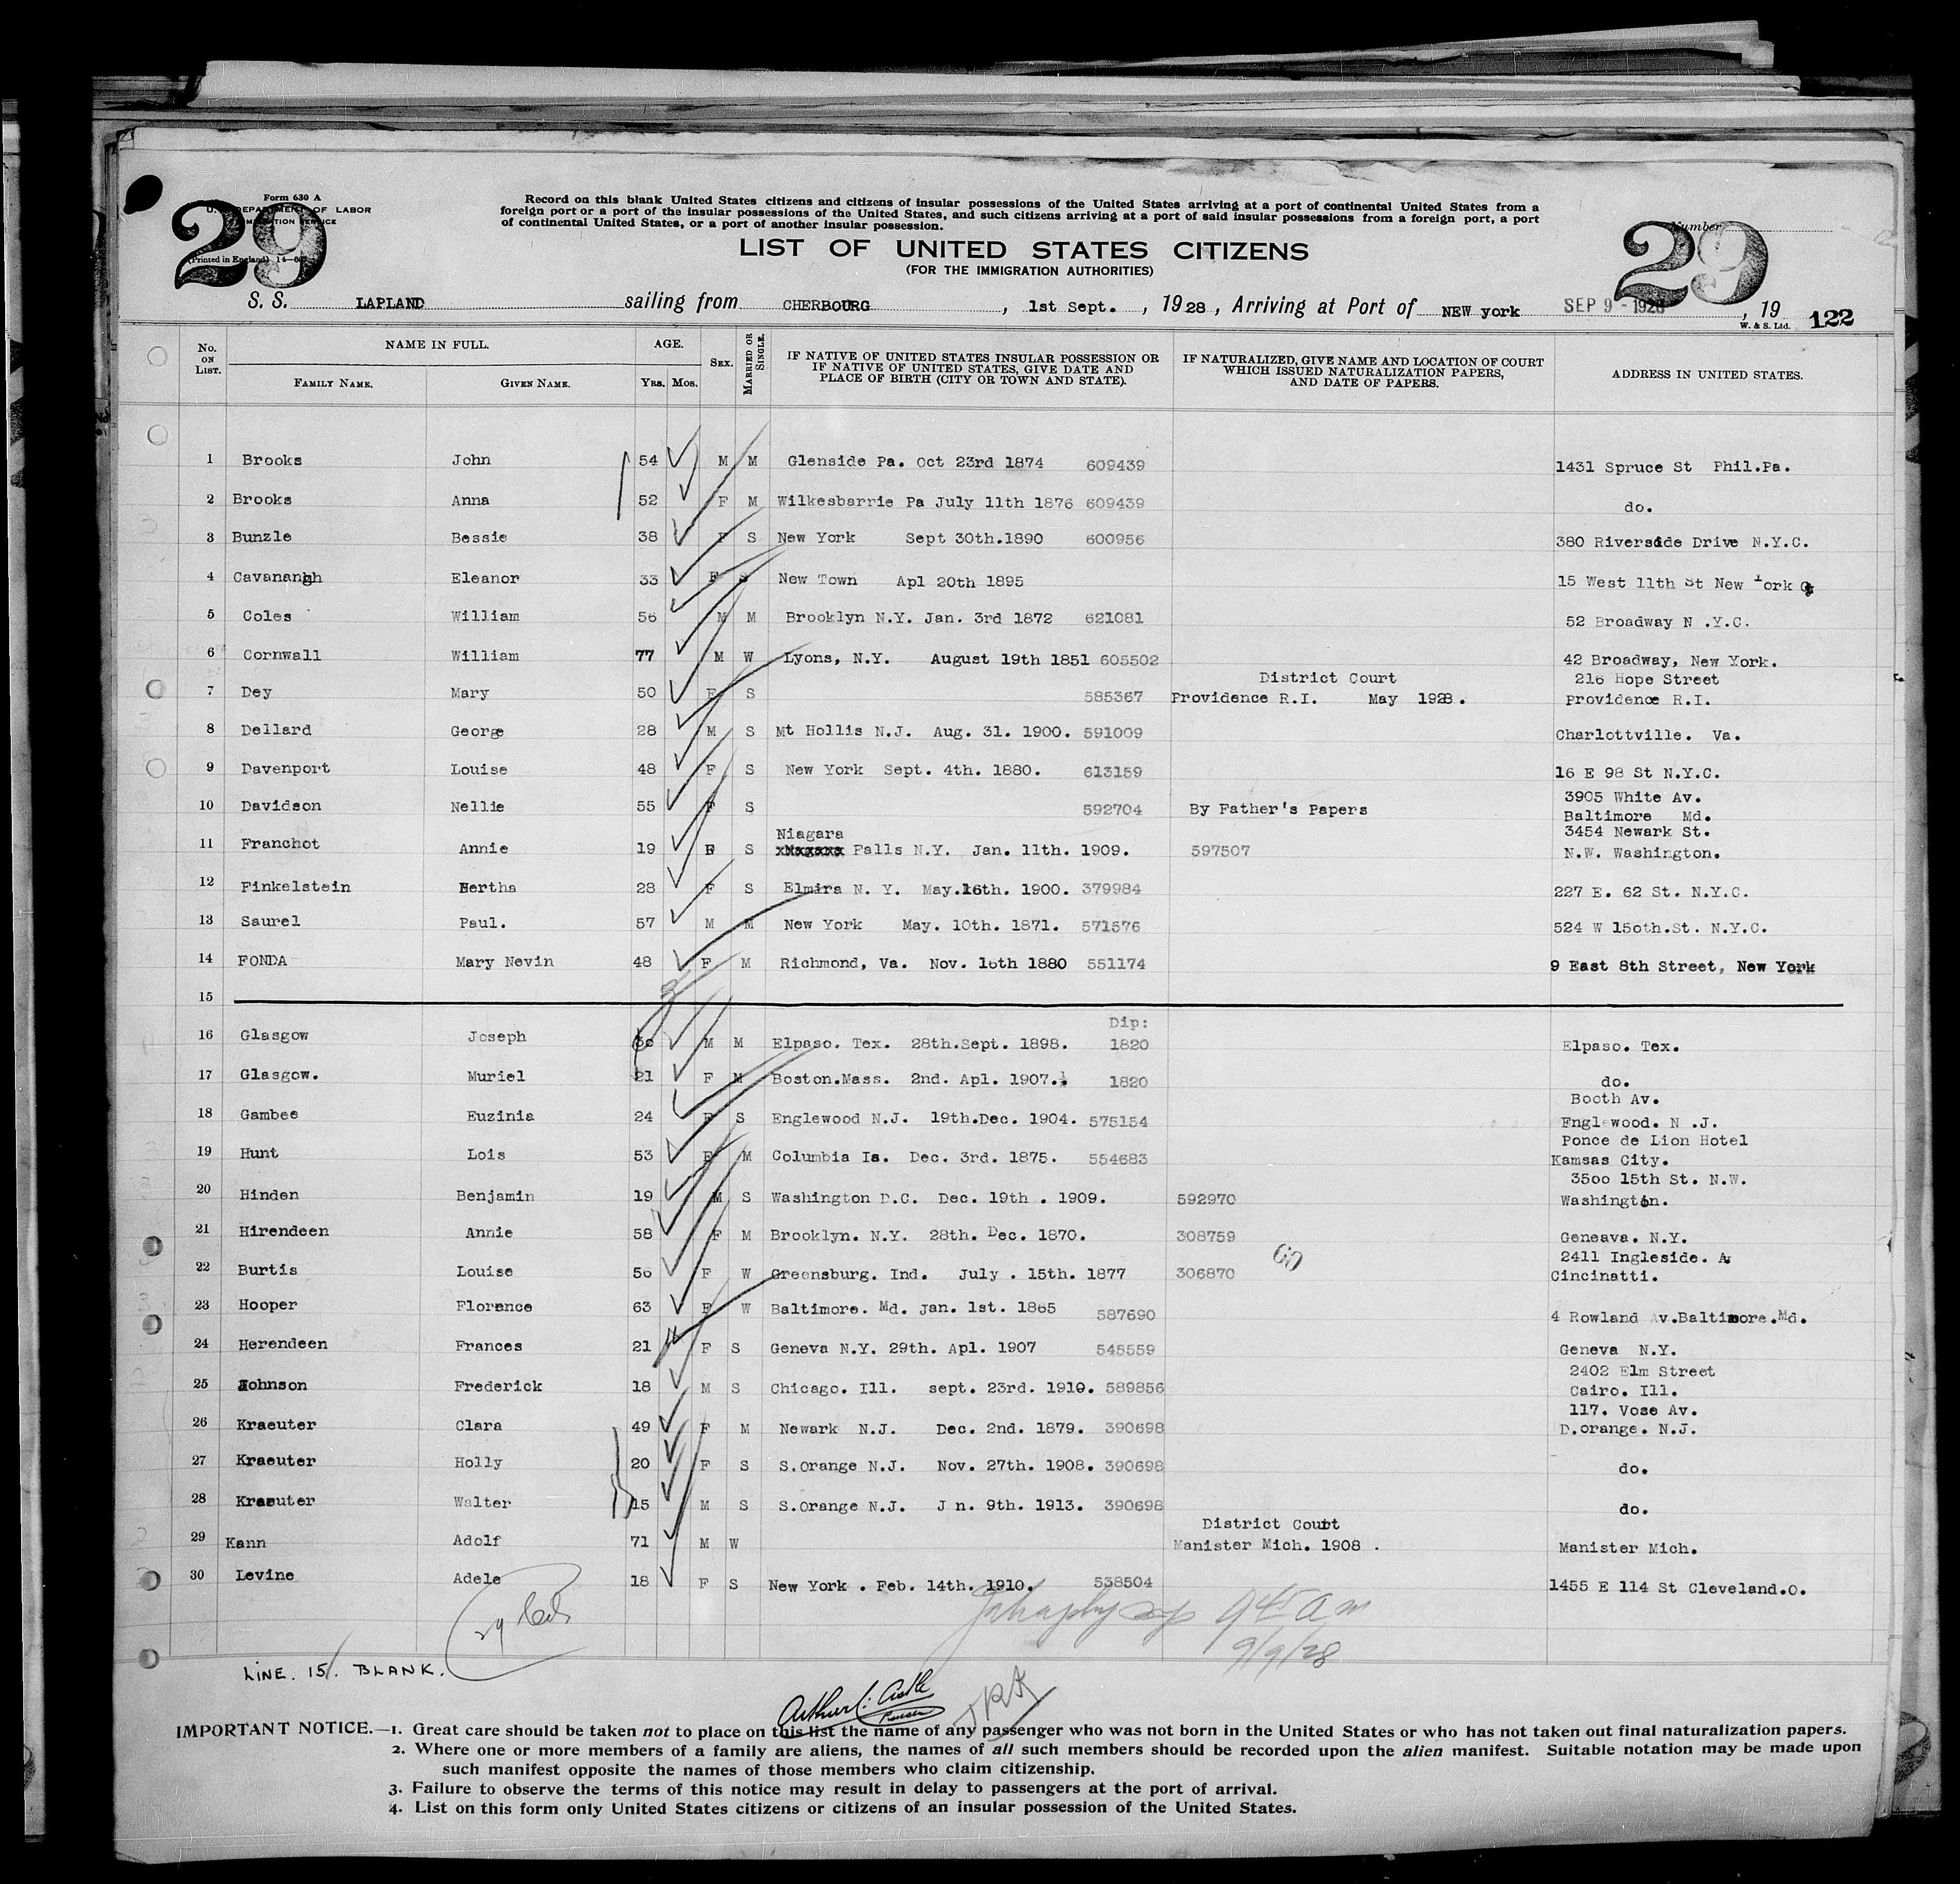 Form 630 A
U. S. DEPARTMENT OF LABOR
IMMIGRATION SERVICE
(Printed in England) 14-
29
Record on this blank United States citizens and citizens of insular possessions of the United States arriving at a port of continental United States from a
foreign port or a port of the insular possessions of the United States, and such citizens arriving at a port of said insular possessions from a foreign port, a port
of continental United States, or a port of another insular possession.
Number
29
LIST OF UNITED STATES CITIZENS
(FOR THE IMMIGRATION AUTHORITIES)
S. S. LAPLAND sailing from CHERBOURG , 1st Sept. , 1928 , Arriving at Port of NEW york SEP 9 - 1928 , 19
W. & S. Ltd. 122
No. ON LIST. NAME IN FULL. AGE. SEX. MARRIED OR SINGLE. IF NATIVE OF UNITED STATES INSULAR POSSESSION OR IF NATIVE OF UNITED STATES, GIVE DATE AND PLACE OF BIRTH (CITY OR TOWN AND STATE). IF NATURALIZED, GIVE NAME AND LOCATION OF COURT WHICH ISSUED NATURALIZATION PAPERS, AND DATE OF PAPERS. ADDRESS IN UNITED STATES.
FAMILY NAME. GIVEN NAME. Yrs. Mos.
1 Brooks John 54 M M Glenside Pa. Oct 23rd 1874 609439 1431 Spruce St Phil.Pa.
2 Brooks Anna 52 F M Wilkesbarrie Pa July 11th 1876 609439 do.
3 Bunzle Bessie 38 F S New York Sept 30th.1890 600956 380 Riverside Drive N.Y.C.
4 Cavanangh Eleanor 33 F S New Town Apl 20th 1895 15 West 11th St New York
5 Coles William 56 M M Brooklyn N.Y. Jan. 3rd 1872 621081 52 Broadway N .Y.C.
6 Cornwall William 77 M W Lyons, N.Y. August 19th 1851 605502 42 Broadway, New York.
District Court 216 Hope Street
7 Dey Mary 50 F S 585367 Providence R.I. May 1928. Providence R.I.
8 Dellard George 28 M S Mt Hollis N.J. Aug. 31. 1900. 591009 Charlottville. Va.
9 Davenport Louise 48 F S New York Sept. 4th. 1880. 613159 16 E 98 St N.Y.C.
3905 White Av.
10 Davidson Nellie 55 F S 592704 By Father's Papers Baltimore Md.
Niagara 3454 Newark St.
11 Franchot Annie 19 F S Falls N.Y. Jan. 11th. 1909. 597507 N.W. Washington.
12 Finkelstein Bertha 28 F S Elmira N. Y. May.16th. 1900. 379984 227 E. 62 St. N.Y.C.
13 Saurel Paul. 57 M M New York May. 10th. 1871. 571576 524 W 150th.St. N.Y.C.
14 FONDA Mary Nevin 48 F M Richmond, Va. Nov. 16th 1880 551174 9 East 8th Street, New York
15
Dip:
16 Glasgow Joseph 30 M M Elpaso. Tex. 28th.Sept. 1898. 1820 Elpaso. Tex.
17 Glasgow. Muriel 21 F M Boston.Mass. 2nd. Apl. 1907. 1820 do.
Booth Av.
18 Gambee Euzinia 24 F S Englewood N.J. 19th.Dec. 1904. 575154 Englewood. N .J.
Ponce de Lion Hotel
19 Hunt Lois 53 F M Columbia Ia. Dec. 3rd. 1875. 554683 Kamsas City.
3500 15th St. N.W.
20 Hinden Benjamin 19 M S Washington D.C. Dec. 19th . 1909. 592970 Washington.
21 Hirendeen Annie 58 F M Brooklyn. N.Y. 28th. Dec. 1870. 308759 Geneava. N.Y.
60 2411 Ingleside. A
22 Burtis Louise 56 F W Greensburg. Ind. July . 15th. 1877 306870 Cincinatti.
23 Hooper Florence 63 F W Baltimore. Md. Jan. 1st. 1865 587690 4 Rowland Av.Baltimore.Md.
24 Herendeen Frances 21 F S Geneva N.Y. 29th. Apl. 1907 545559 Geneva N.Y.
2402 Elm Street
25 Johnson Frederick 18 M S Chicago. Ill. sept. 23rd. 1910. 589856 Cairo. Ill.
117. Vose Av.
26 Kraeuter Clara 49 F M Newark N.J. Dec. 2nd. 1879. 390698 D.orange. N.J.
27 Kraeuter Holly 20 F S S.Orange N.J. Nov. 27th. 1908. 390698 do.
28 Kraeuter Walter 15 M S S.Orange N.J. J n. 9th. 1913. 390698 do.
District Court
29 Kann Adolf 71 M W Manister Mich. 1908 . Manister Mich.
30 Levine Adele 18 F S New York . Feb. 14th. 1910. 538504 1455 E 114 St Cleveland.O.
9 45 a m
9/9/28
LINE. 15. BLANK.
IMPORTANT NOTICE.—1. Great care should be taken not to place on this list the name of any passenger who was not born in the United States or who has not taken out final naturalization papers.
2. Where one or more members of a family are aliens, the names of all such members should be recorded upon the alien manifest. Suitable notation may be made upon
such manifest opposite the names of those members who claim citizenship.
3. Failure to observe the terms of this notice may result in delay to passengers at the port of arrival.
4. List on this form only United States citizens or citizens of an insular possession of the United States.